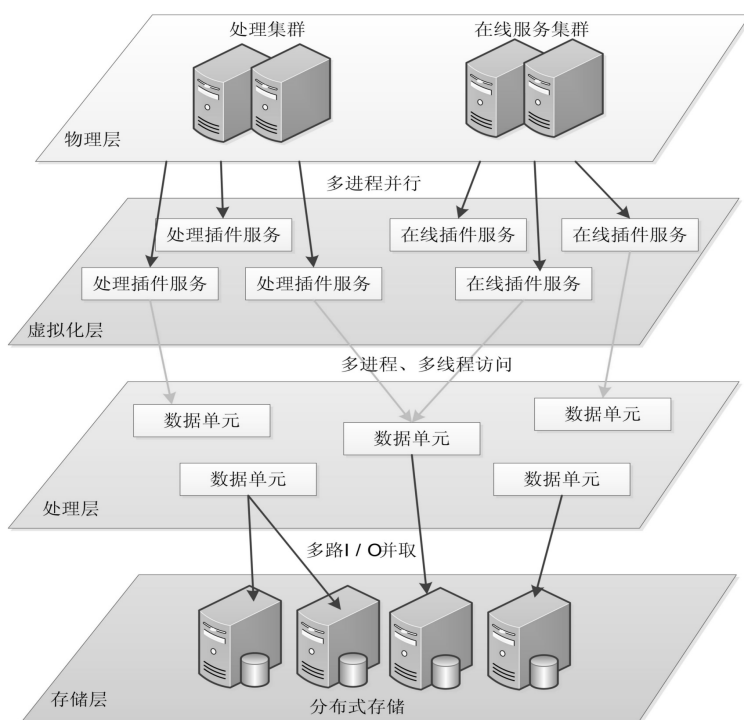 处理集群
在线服务集群
物理层
多进程并行
处理插件服务
在线插件服务
在线插件服务
处理插件服务
处理插件服务
在线插件服务
虚拟化层
多进程、多线程访问
数据单元
数据单元
数据单元
数据单元
数据单元
处理层
多路I / O并取
存储层
分布式存储